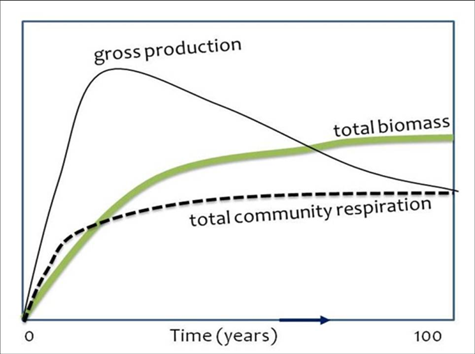 gross production
total biomass
total community respiration
0 Time (years) 100